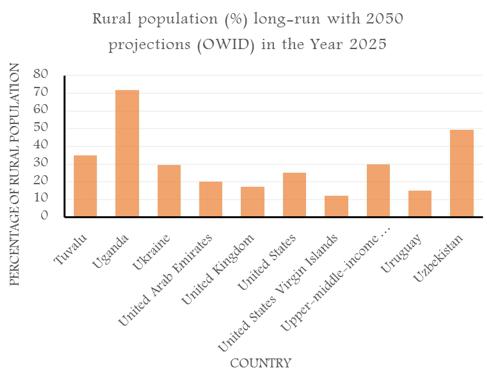 Rural population (%) long-run with 2050
projections (OWID) in the Year 2025
PERCENTAGE OF RURAL POPULATION
80
70
60
50
40
30
20
10
0
Tuvalu
Uganda
Ukraine
United Arab Emirates
United Kingdom
United States
United States Virgin Islands
Upper-middle-income…
Uruguay
Uzbekistan
COUNTRY